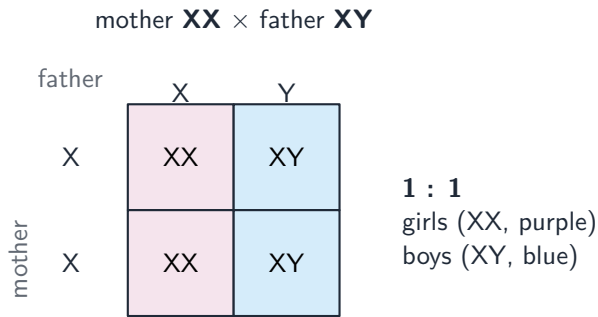 mother XX × father XY
father
X Y
X XX XY
mother
X XX XY
1 : 1
girls (XX, purple)
boys (XY, blue)